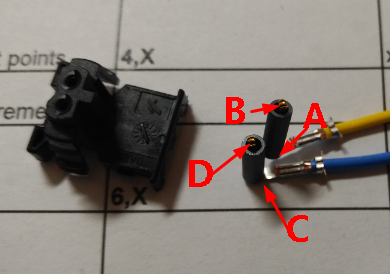 t points
4,X
B
A
reme
D
6,X
C